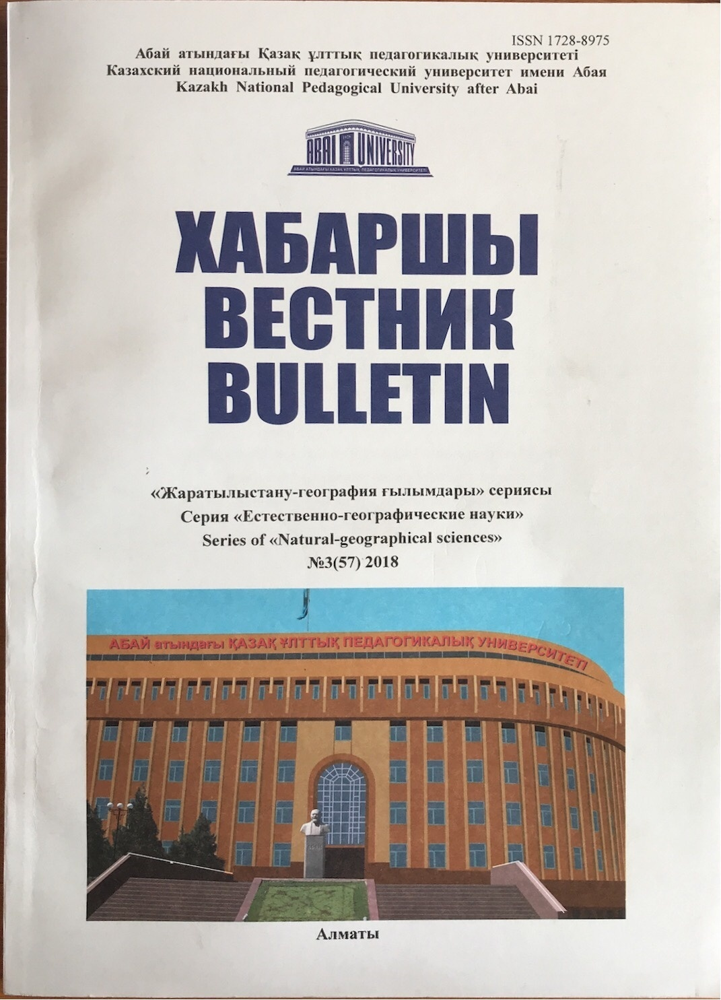 ISSN 1728-8975
Абай атындағы Қазақ ұлттық педагогикалық университеті
Казахский национальный педагогический университет имени Абая
Kazakh National Pedagogical University after Abai
ABAI UNIVERSITY
АБАЙ АТЫНДАҒЫ ҚАЗАҚ ҰЛТТЫҚ ПЕДАГОГИКАЛЫҚ УНИВЕРСИТЕТІ
ХАБАРШЫ
ВЕСТНИК
BULLETIN
«Жаратылыстану-география ғылымдары» сериясы
Серия «Естественно-географические науки»
Series of «Natural-geographical sciences»
№3(57) 2018
АБАЙ атындағы ҚАЗАҚ ҰЛТТЫҚ ПЕДАГОГИКАЛЫҚ УНИВЕРСИТЕТІ
Алматы